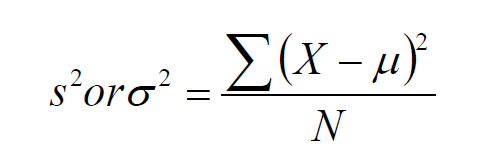 s²orσ² = ∑(X − μ)² / N